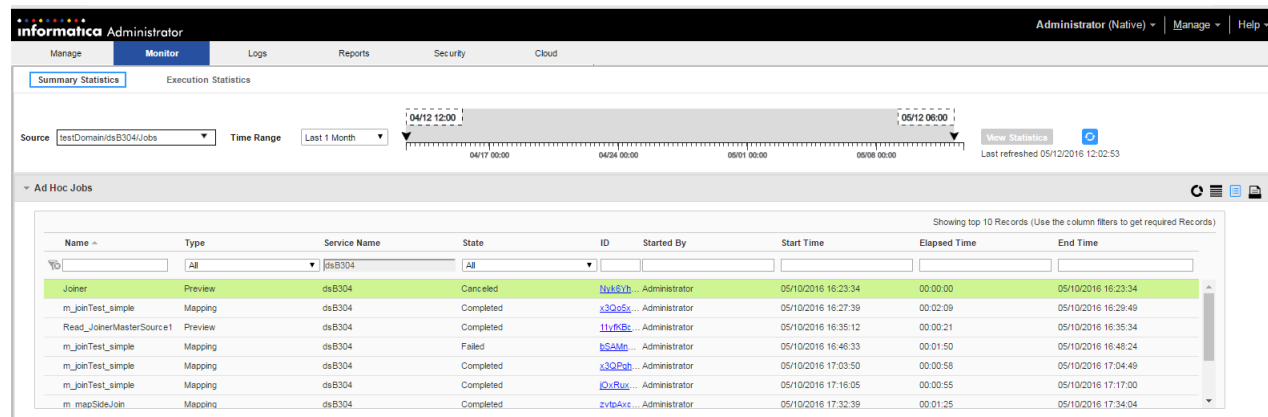 informatica Administrator
Administrator (Native) Manage Help
Manage Monitor Logs Reports Security Cloud
Summary Statistics Execution Statistics
04/12 12:00 05/12 06:00
Source testDomain/dsB304/Jobs Time Range Last 1 Month View Statistics
04/17 00:00 04/24 00:00 05/01 00:00 05/08 00:00 Last refreshed 05/12/2016 12:02:53
Ad Hoc Jobs
Showing top 10 Records (Use the column filters to get required Records)
Name Type Service Name State ID Started By Start Time Elapsed Time End Time
All dsB304 All
Joiner Preview dsB304 Canceled Nyk6Yh... Administrator 05/10/2016 16:23:34 00:00:00 05/10/2016 16:23:34
m_joinTest_simple Mapping dsB304 Completed x3Qo5x... Administrator 05/10/2016 16:27:39 00:02:09 05/10/2016 16:29:49
Read_JoinerMasterSource1 Preview dsB304 Completed 11yfKBc... Administrator 05/10/2016 16:35:12 00:00:21 05/10/2016 16:35:34
m_joinTest_simple Mapping dsB304 Failed bSAMn... Administrator 05/10/2016 16:46:33 00:01:50 05/10/2016 16:48:24
m_joinTest_simple Mapping dsB304 Completed x3QPqh... Administrator 05/10/2016 17:03:50 00:00:58 05/10/2016 17:04:49
m_joinTest_simple Mapping dsB304 Completed jOxRux... Administrator 05/10/2016 17:16:05 00:00:55 05/10/2016 17:17:00
m_mapSideJoin Mapping dsB304 Completed zvtpAxc... Administrator 05/10/2016 17:32:39 00:01:25 05/10/2016 17:34:04